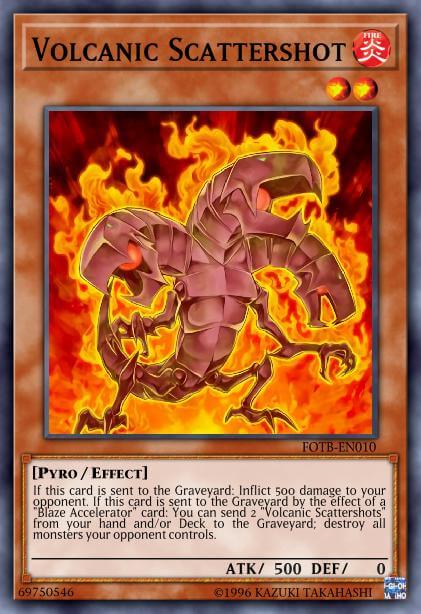 VOLCANIC SCATTERSHOT
FIRE
炎
FOTB-EN010
[PYRO / EFFECT]
If this card is sent to the Graveyard: Inflict 500 damage to your
opponent. If this card is sent to the Graveyard by the effect of a
"Blaze Accelerator" card: You can send 2 "Volcanic Scattershots"
from your hand and/or Deck to the Graveyard; destroy all
monsters your opponent controls.
ATK/ 500 DEF/ 0
69750546 ©1996 KAZUKI TAKAHASHI